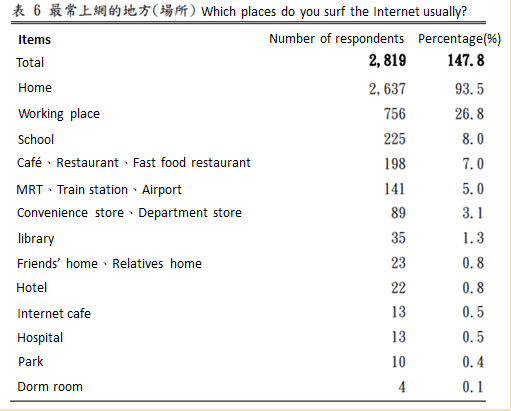 表 6 最常上網的地方(場所) Which places do you surf the Internet usually?
Items Number of respondents Percentage(%)
Total 2,819 147.8
Home 2,637 93.5
Working place 756 26.8
School 225 8.0
Café、Restaurant、Fast food restaurant 198 7.0
MRT、Train station、Airport 141 5.0
Convenience store、Department store 89 3.1
library 35 1.3
Friends’ home、Relatives home 23 0.8
Hotel 22 0.8
Internet cafe 13 0.5
Hospital 13 0.5
Park 10 0.4
Dorm room 4 0.1